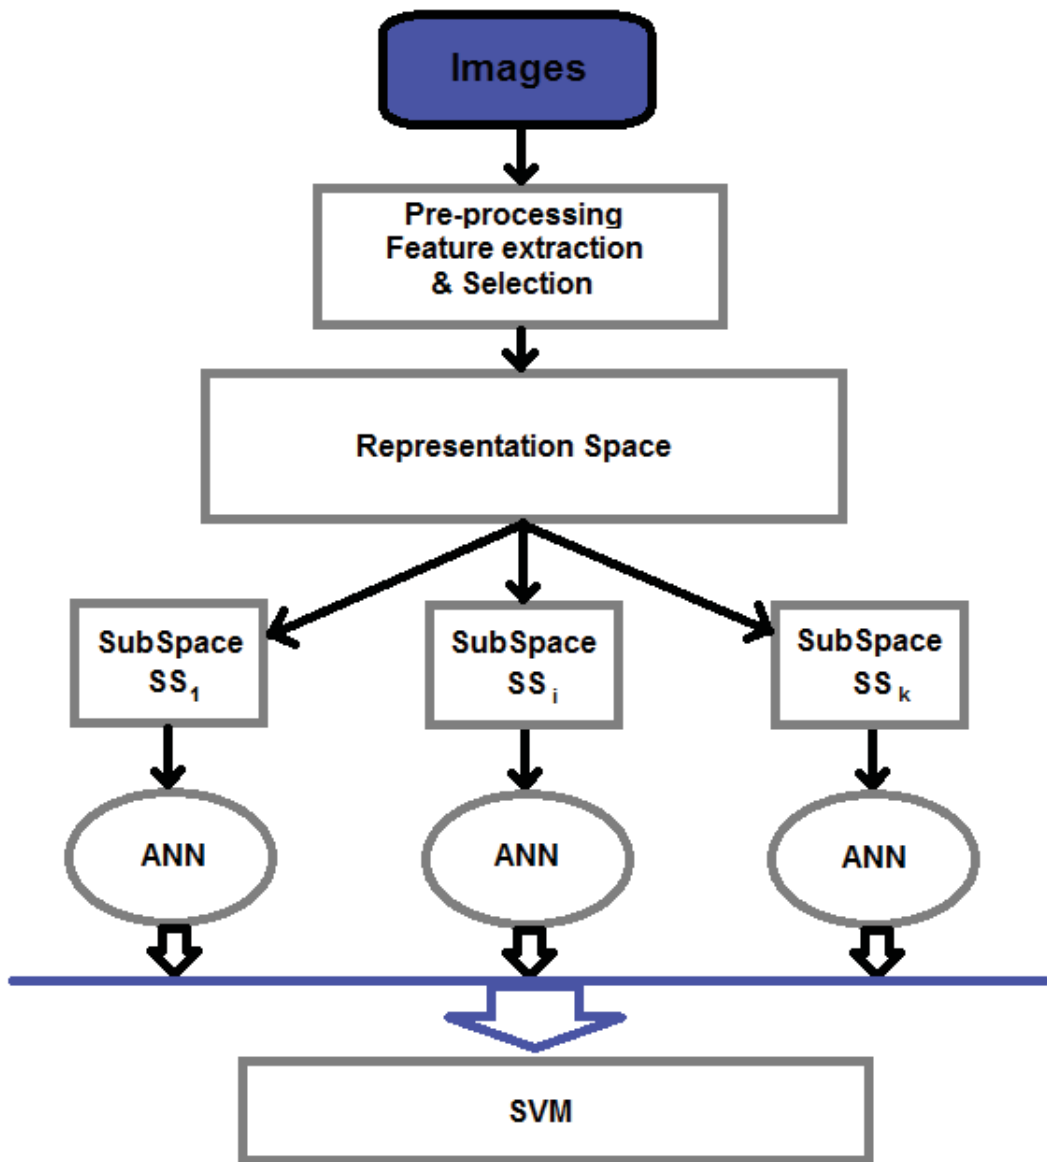 Images
Pre-processing
Feature extraction
& Selection
Representation Space
SubSpace
SS1
SubSpace
SSi
SubSpace
SSk
ANN
ANN
ANN
SVM